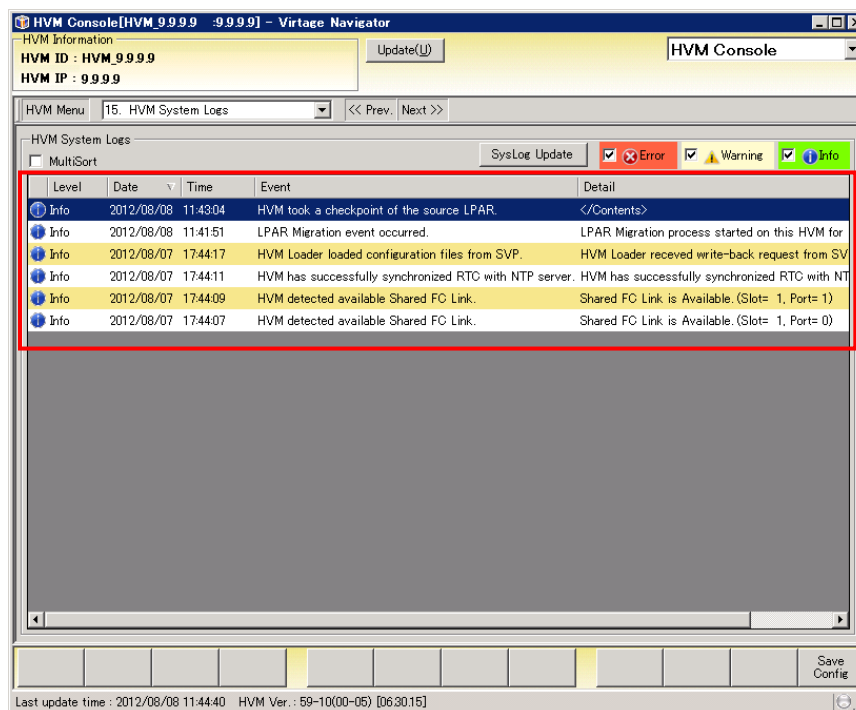 HVM Console[HVM_9.9.9.9 :9.9.9.9] - Virtage Navigator
HVM Information
HVM ID : HVM_9.9.9.9
HVM IP : 9.9.9.9
Update(U)
HVM Console
HVM Menu 15. HVM System Logs << Prev. Next >>
HVM System Logs
MultiSort
SysLog Update Error Warning Info
Level Date Time Event Detail
Info 2012/08/08 11:43:04 HVM took a checkpoint of the source LPAR. </Contents>
Info 2012/08/08 11:41:51 LPAR Migration event occurred. LPAR Migration process started on this HVM for
Info 2012/08/07 17:44:17 HVM Loader loaded configuration files from SVP. HVM Loader receved write-back request from SV
Info 2012/08/07 17:44:11 HVM has successfully synchronized RTC with NTP server. HVM has successfully synchronized RTC with NT
Info 2012/08/07 17:44:09 HVM detected available Shared FC Link. Shared FC Link is Available.(Slot= 1, Port= 1)
Info 2012/08/07 17:44:07 HVM detected available Shared FC Link. Shared FC Link is Available.(Slot= 1, Port= 0)
Save
Config
Last update time : 2012/08/08 11:44:40 HVM Ver. : 59-10(00-05) [06.30.15]